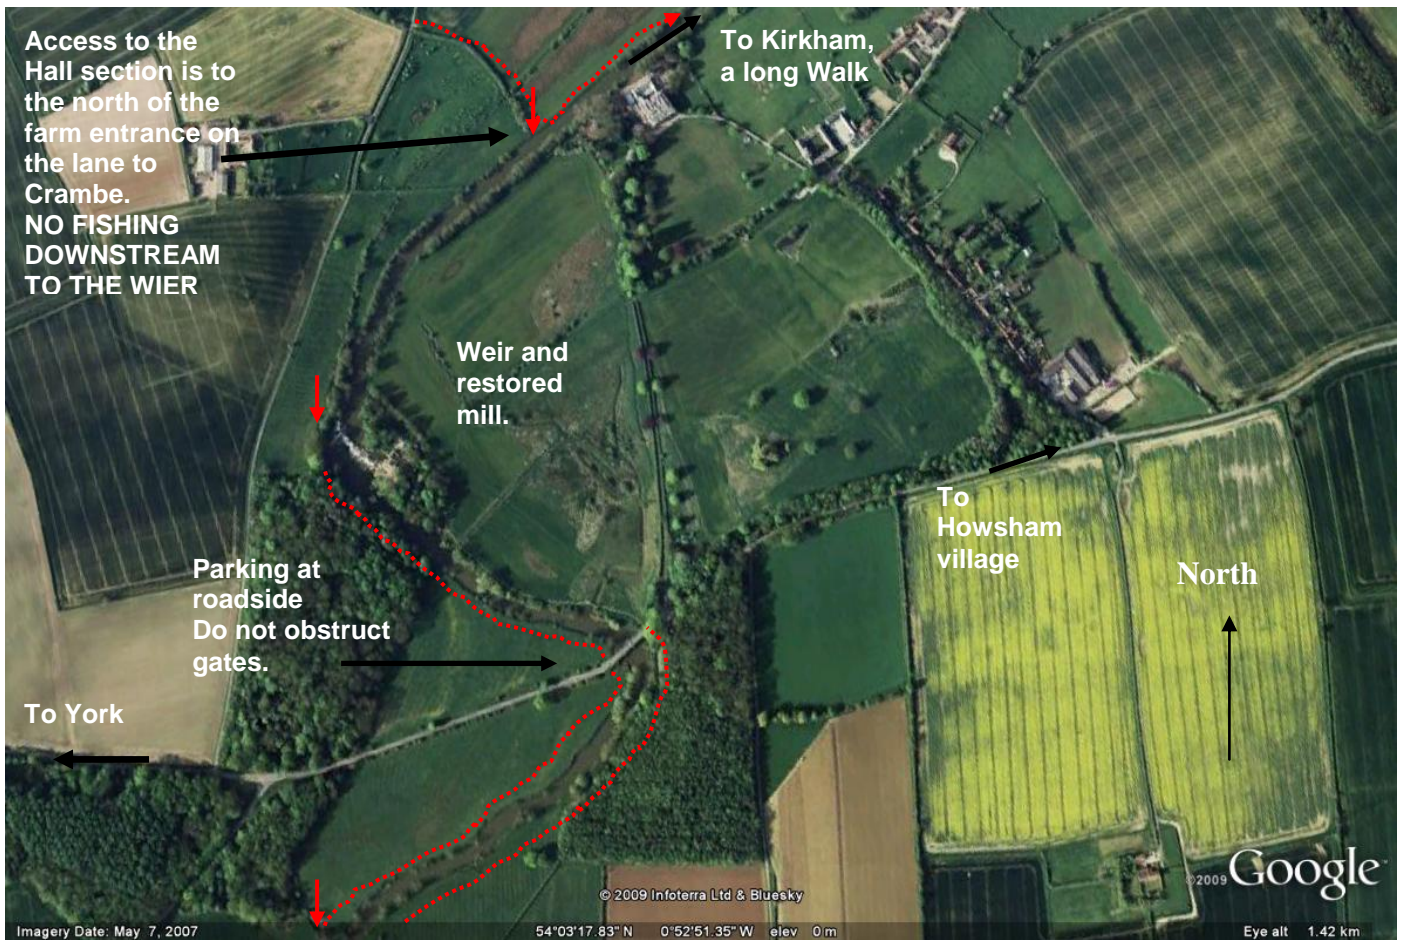 Access to the
Hall section is to
the north of the
farm entrance on
the lane to
Crambe.
NO FISHING
DOWNSTREAM
TO THE WIER
To Kirkham,
a long Walk
Weir and
restored
mill.
To
Howsham
village
North
Parking at
roadside
Do not obstruct
gates.
To York
©2009 Google
© 2009 Infoterra Ltd & Bluesky
Imagery Date: May 7, 2007
54°03'17.83" N 0°52'51.35" W elev 0 m
Eye alt 1.42 km